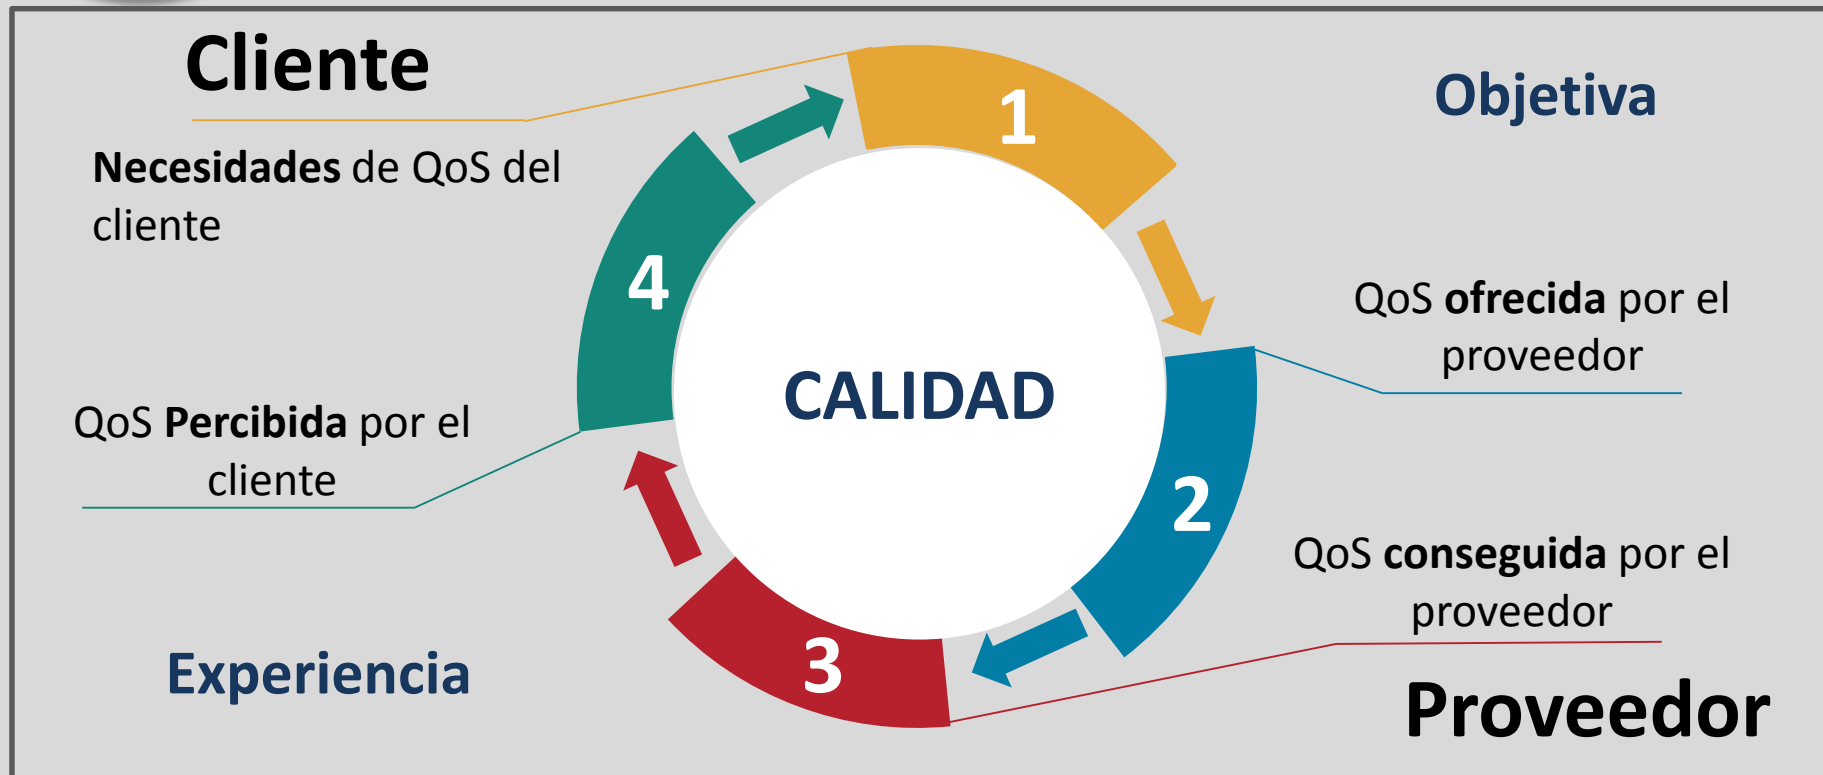 Cliente
Necesidades de QoS del
cliente
1
Objetiva
QoS ofrecida por el
proveedor
2
4
CALIDAD
QoS Percibida por el
cliente
QoS conseguida por el
proveedor
3
Experiencia
Proveedor